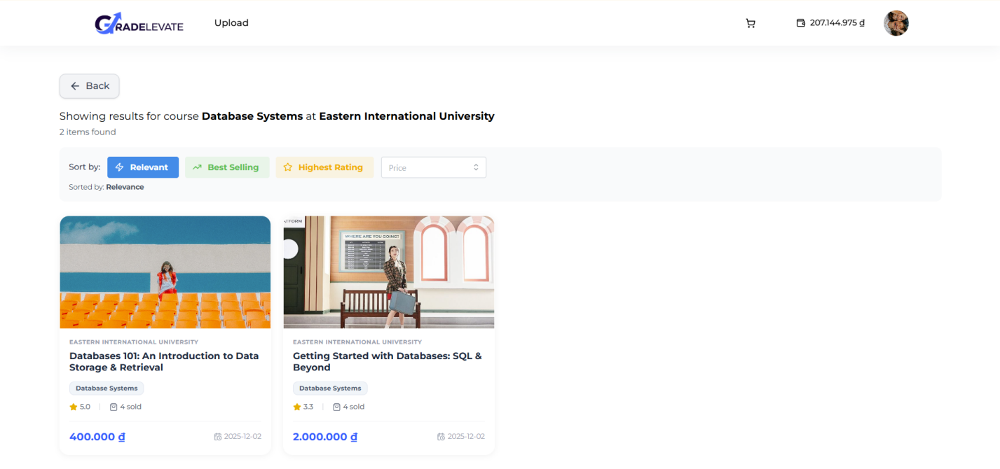 GRADELEVATE
Upload
207.144.975 ₫
Back
Showing results for course Database Systems at Eastern International University
2 items found
Sort by:
Relevant
Best Selling
Highest Rating
Price
Sorted by: Relevance
WHERE ARE YOU GOING?
EASTERN INTERNATIONAL UNIVERSITY
Databases 101: An Introduction to Data
Storage & Retrieval
Database Systems
5.0
4 sold
400.000 ₫
2025-12-02
EASTERN INTERNATIONAL UNIVERSITY
Getting Started with Databases: SQL &
Beyond
Database Systems
3.3
4 sold
2.000.000 ₫
2025-12-02